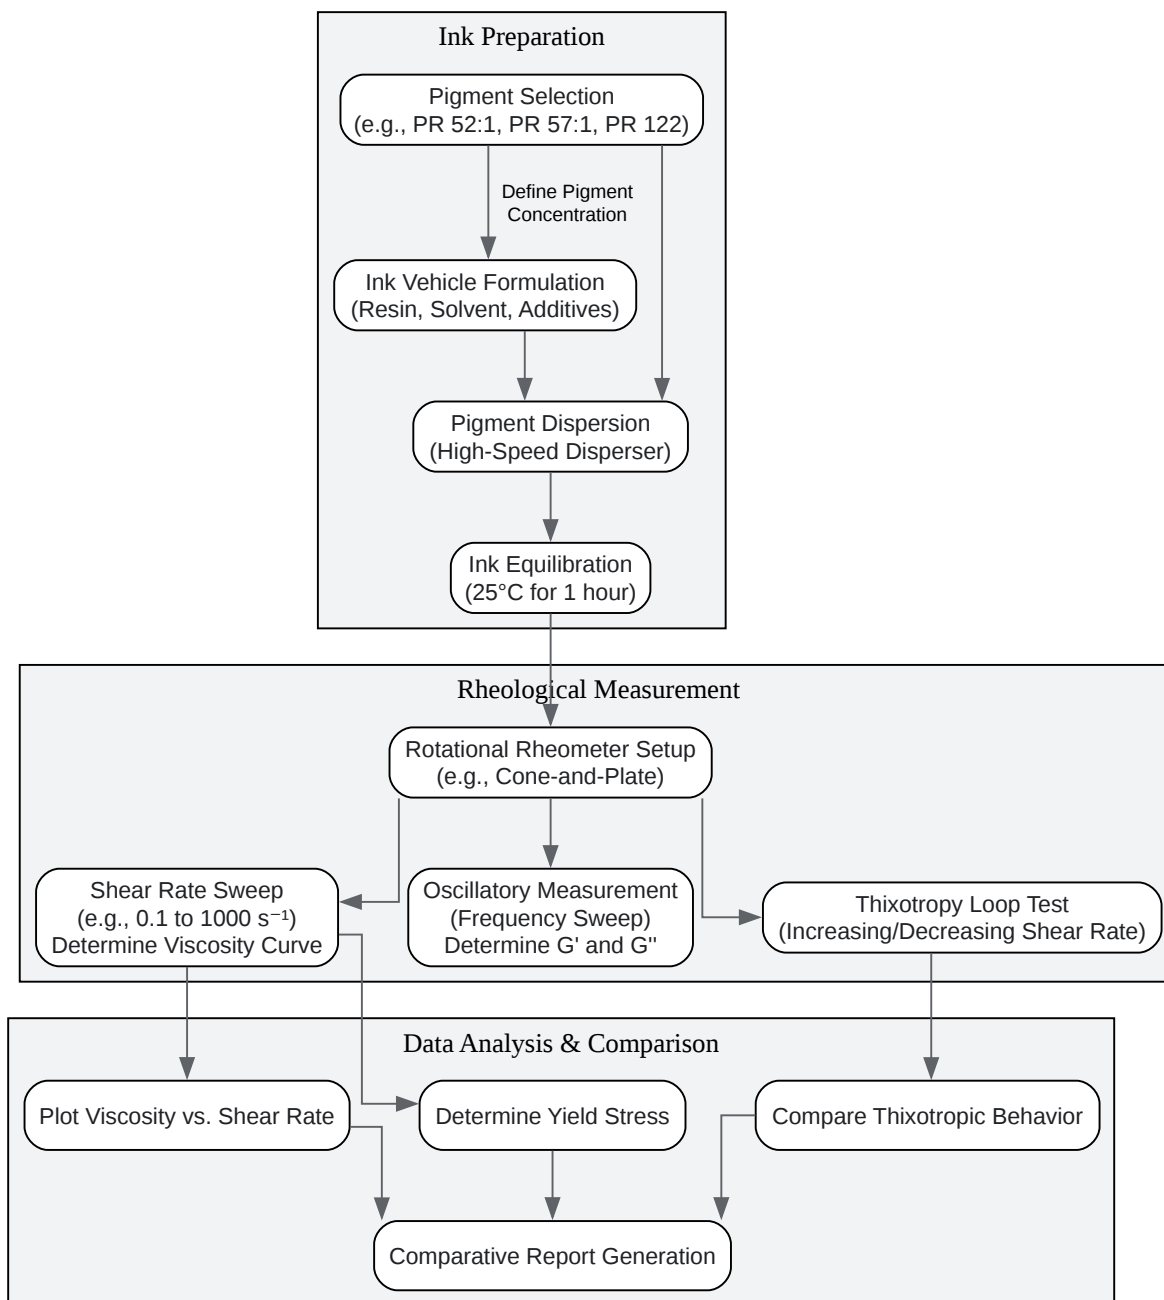 Ink Preparation
Pigment Selection
(e.g., PR 52:1, PR 57:1, PR 122)
Define Pigment
Concentration
Ink Vehicle Formulation
(Resin, Solvent, Additives)
Pigment Dispersion
(High-Speed Disperser)
Ink Equilibration
(25°C for 1 hour)
Rheological Measurement
Rotational Rheometer Setup
(e.g., Cone-and-Plate)
Shear Rate Sweep
(e.g., 0.1 to 1000 s⁻¹)
Determine Viscosity Curve
Oscillatory Measurement
(Frequency Sweep)
Determine G' and G''
Thixotropy Loop Test
(Increasing/Decreasing Shear Rate)
Data Analysis & Comparison
Plot Viscosity vs. Shear Rate
Determine Yield Stress
Compare Thixotropic Behavior
Comparative Report Generation